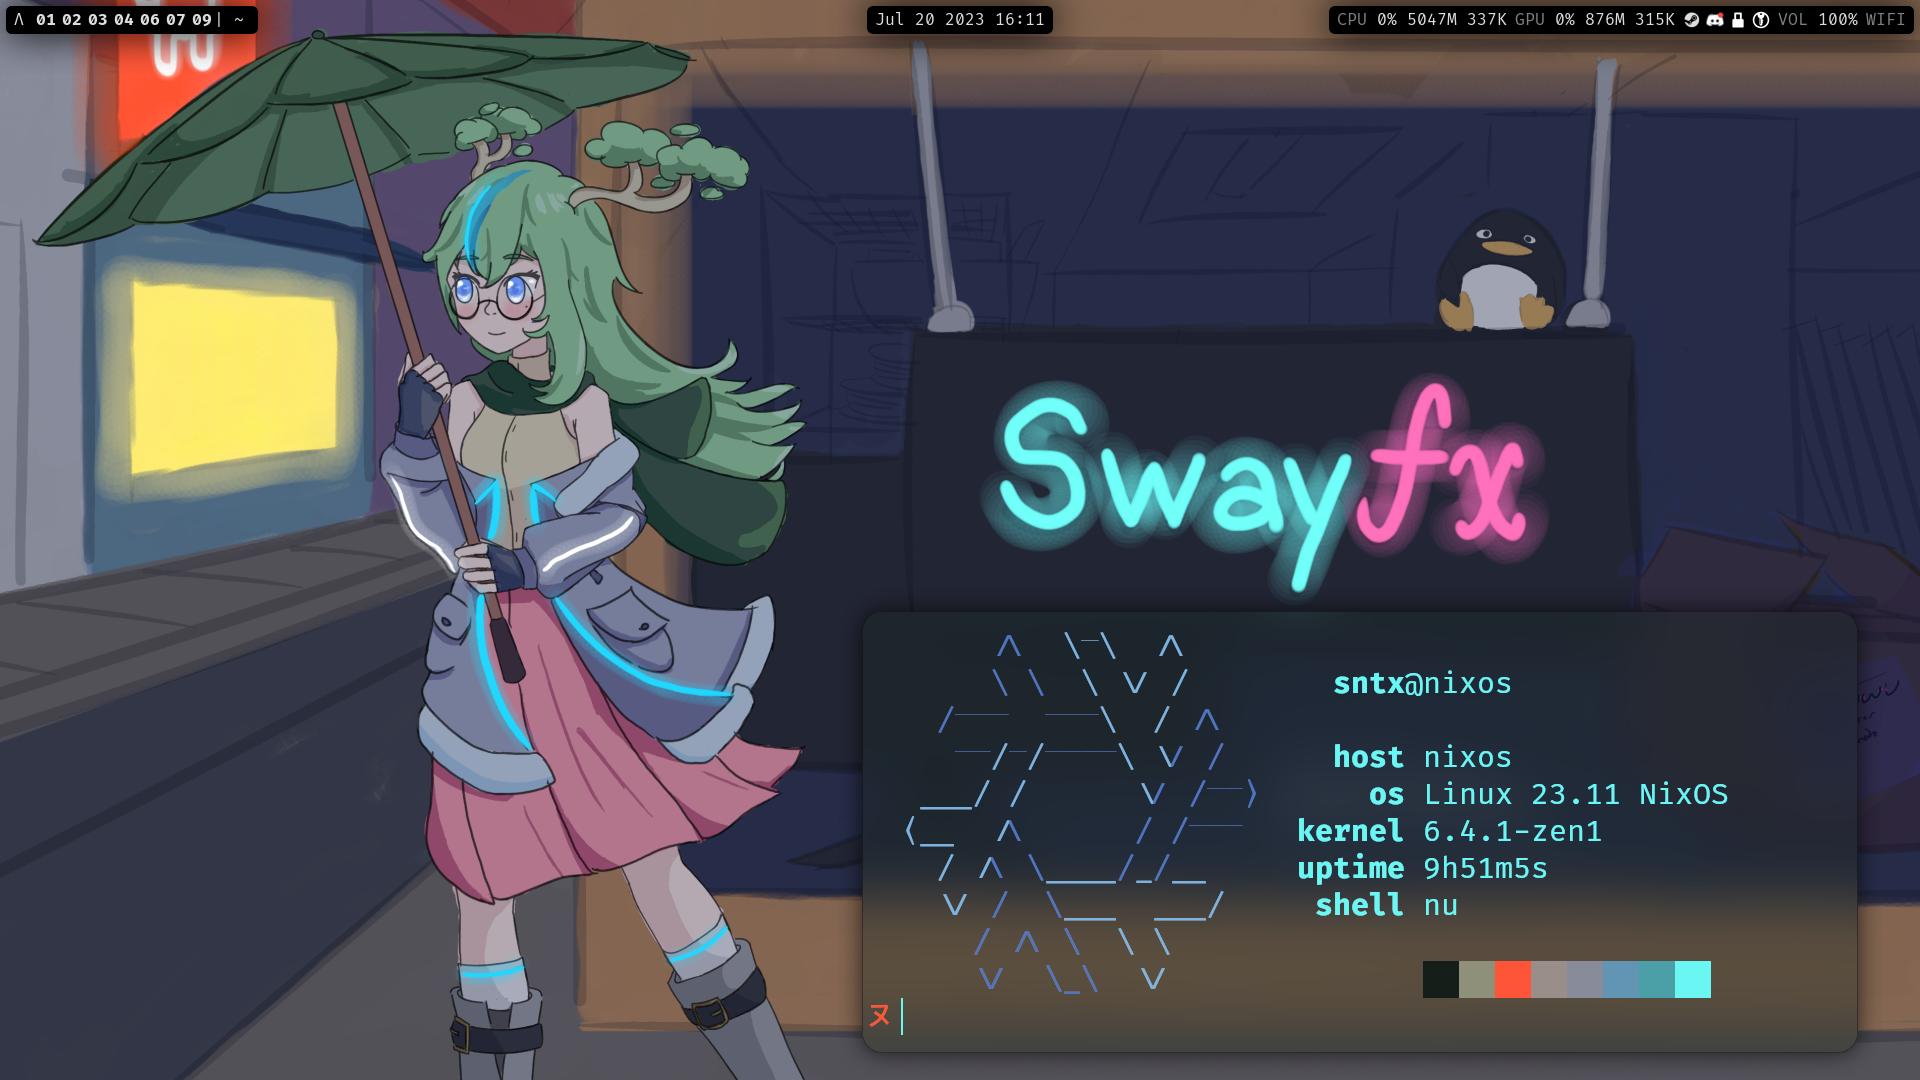 Λ 01 02 03 04 06 07 09 | ~
Jul 20 2023 16:11
CPU 0% 5047M 337K GPU 0% 876M 315K VOL 100% WIFI
Swayfx
sntx@nixos
host nixos
os Linux 23.11 NixOS
kernel 6.4.1-zen1
uptime 9h51m5s
shell nu
ヌ